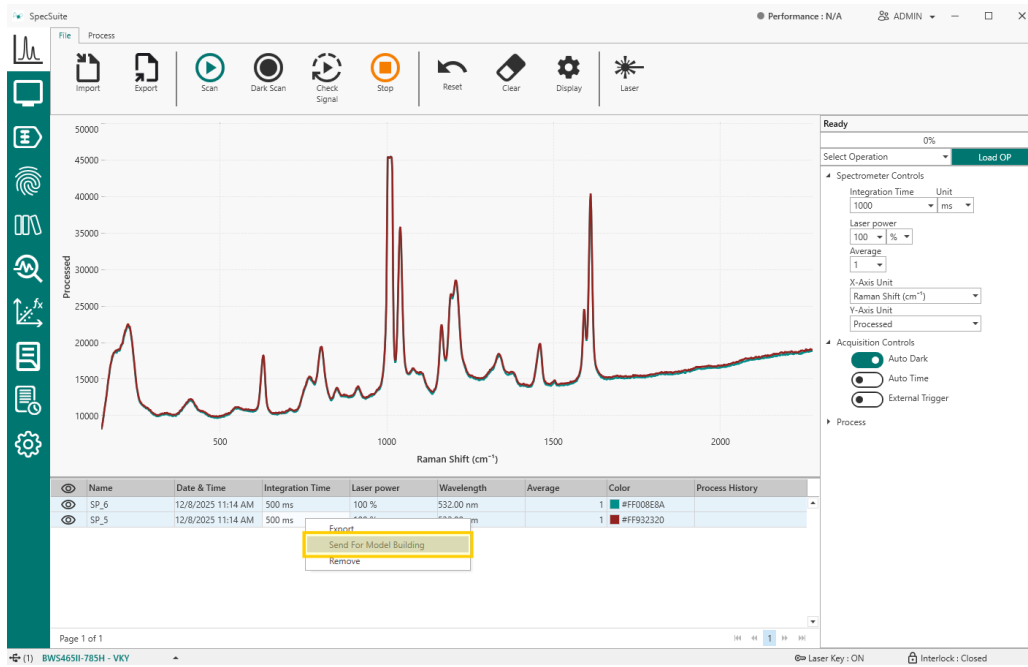 SpecSuite
Performance : N/A
ADMIN
File Process
Import Export Scan Dark Scan Check Signal Stop Reset Clear Display Laser
50000
45000
40000
35000
30000
25000
20000
15000
10000
Processed
500 1000 1500 2000
Raman Shift (cm⁻¹)
Ready
0%
Select Operation Load OP
Spectrometer Controls
Integration Time Unit
1000 ms
Laser power
100 %
Average
1
X-Axis Unit
Raman Shift (cm⁻¹)
Y-Axis Unit
Processed
Acquisition Controls
Auto Dark
Auto Time
External Trigger
Process
Name Date & Time Integration Time Laser power Wavelength Average Color Process History
SP_6 12/8/2025 11:14 AM 500 ms 100 % 532.00 nm 1 #FF008E8A
SP_5 12/8/2025 11:14 AM 500 ms 1 #FF932320
Export
Send For Model Building
Remove
Page 1 of 1
1
(1) BWS465II-785H - VKY
Laser Key : ON Interlock : Closed